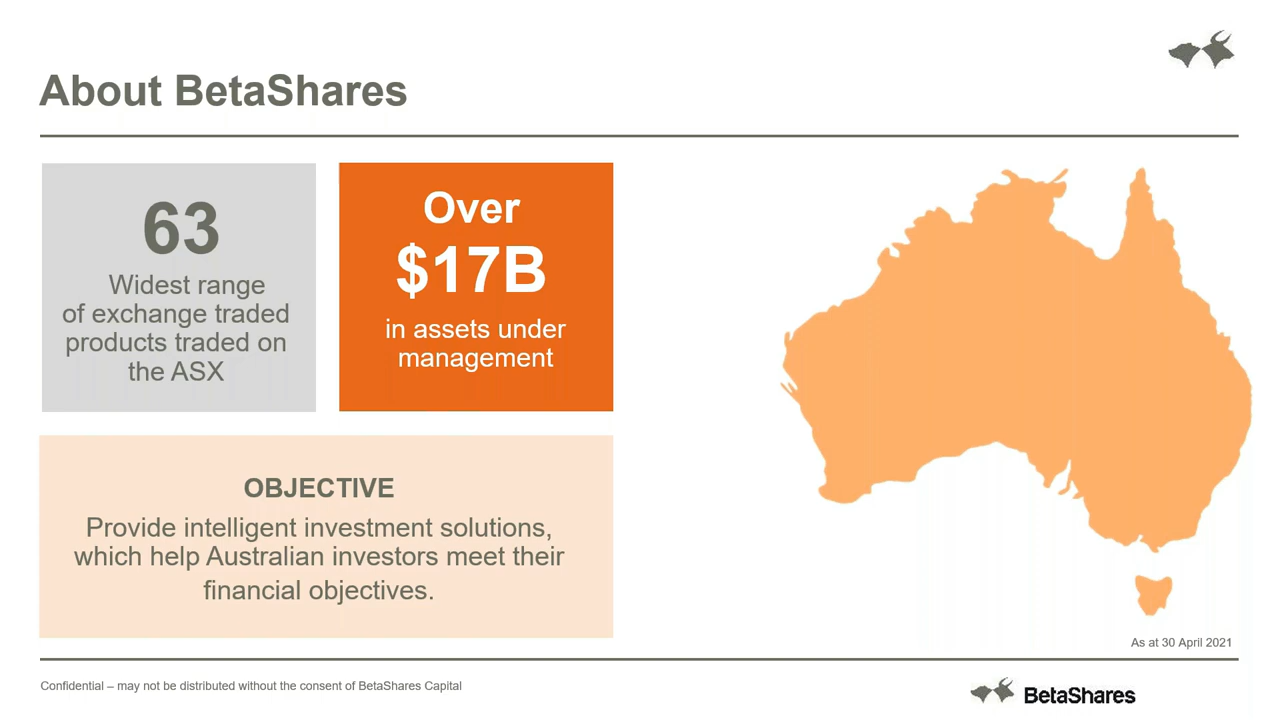 About BetaShares
63
Widest range
of exchange traded
products traded on
the ASX
Over
$17B
in assets under
management
OBJECTIVE
Provide intelligent investment solutions,
which help Australian investors meet their
financial objectives.
As at 30 April 2021
Confidential – may not be distributed without the consent of BetaShares Capital
BetaShares